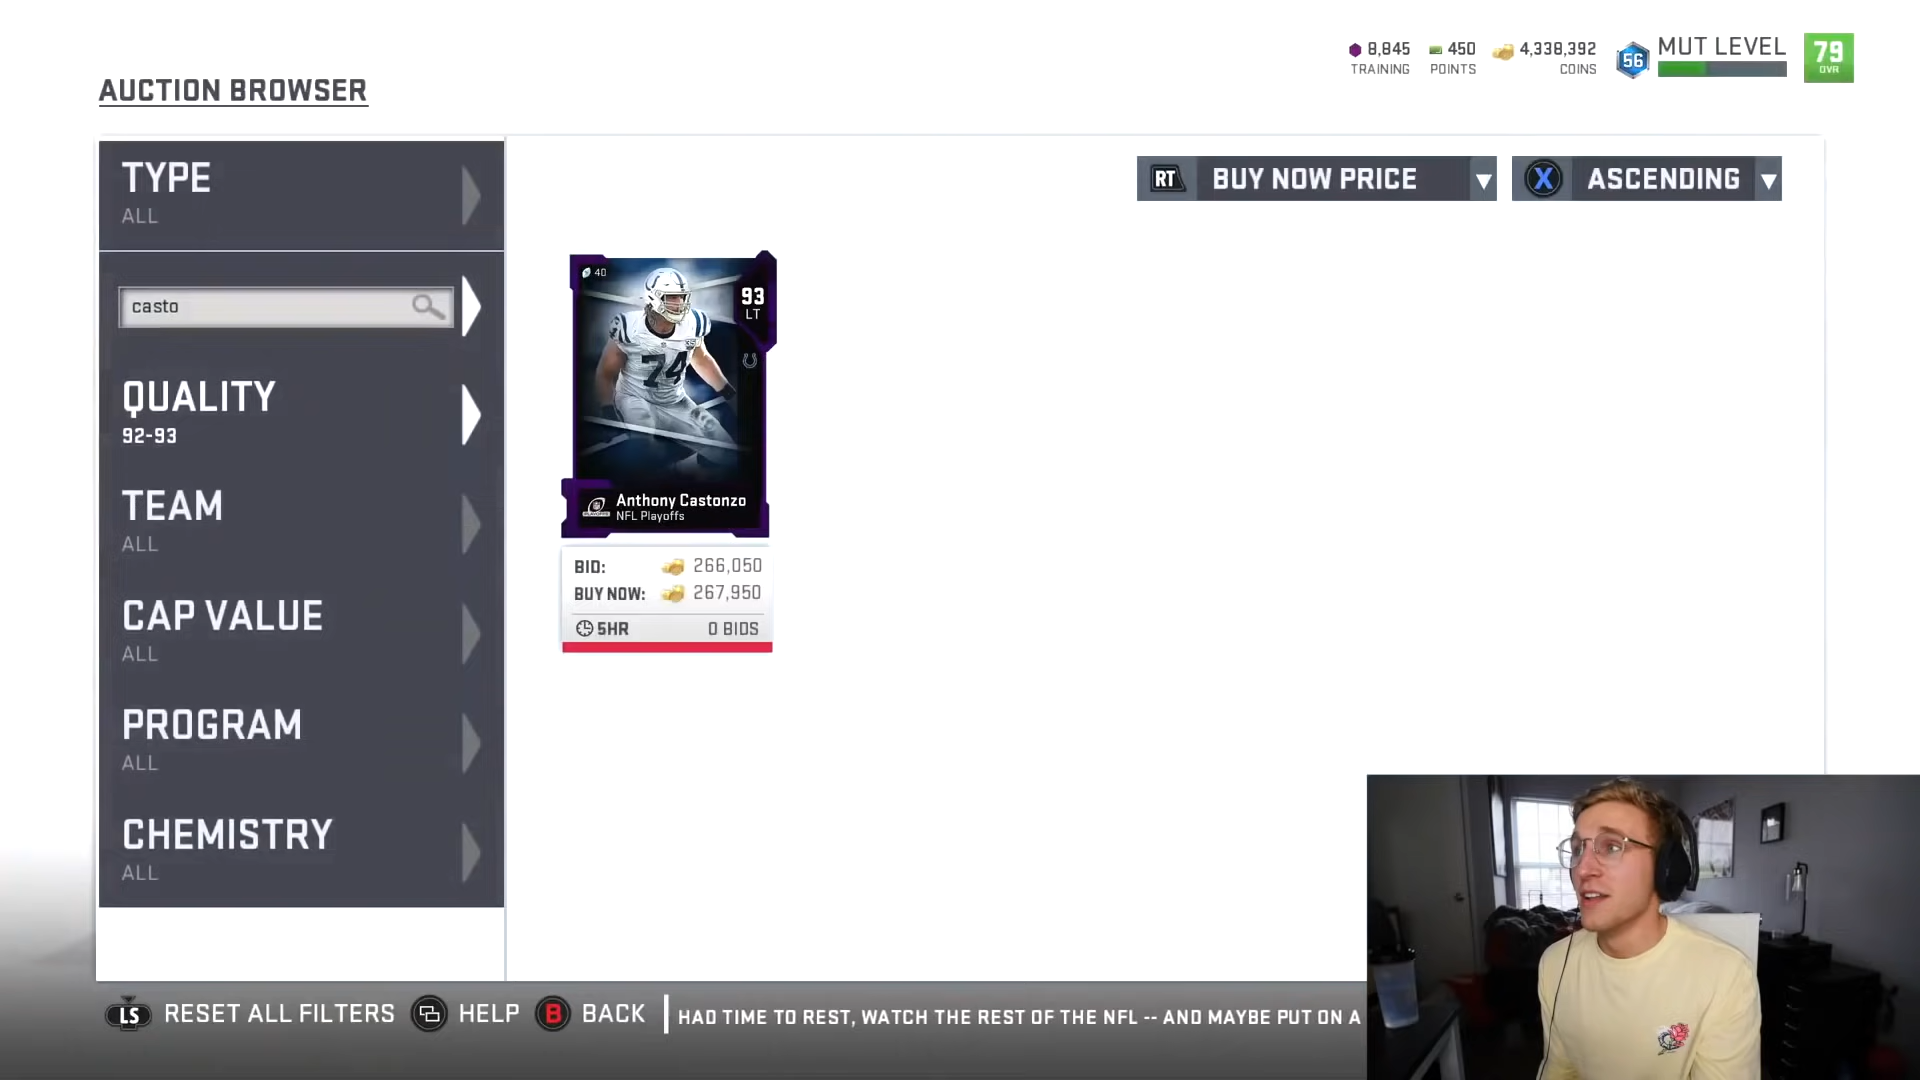 AUCTION BROWSER
8,845 TRAINING
450 POINTS
4,338,392 COINS
56
MUT LEVEL
79 OVR
TYPE
ALL
casto
QUALITY
92-93
TEAM
ALL
CAP VALUE
ALL
PROGRAM
ALL
CHEMISTRY
ALL
RT BUY NOW PRICE
X ASCENDING
40
93
LT
74
Anthony Castonzo
NFL Playoffs
BID: 266,050
BUY NOW: 267,950
5HR 0 BIDS
LS RESET ALL FILTERS HELP B BACK HAD TIME TO REST, WATCH THE REST OF THE NFL -- AND MAYBE PUT ON A